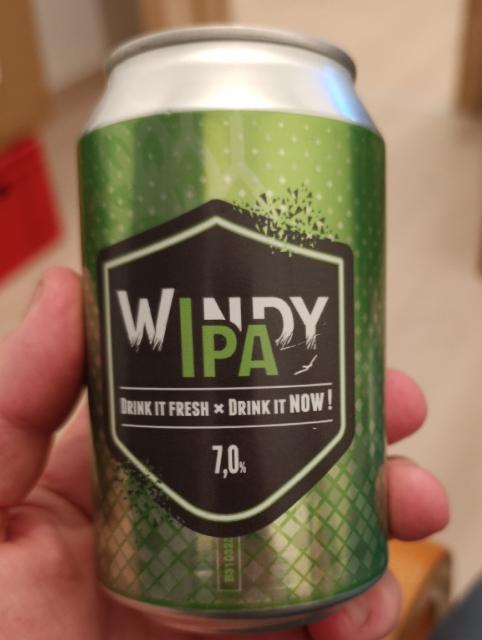 WINDY
IPA
DRINK IT FRESH × DRINK IT NOW!
7,0%